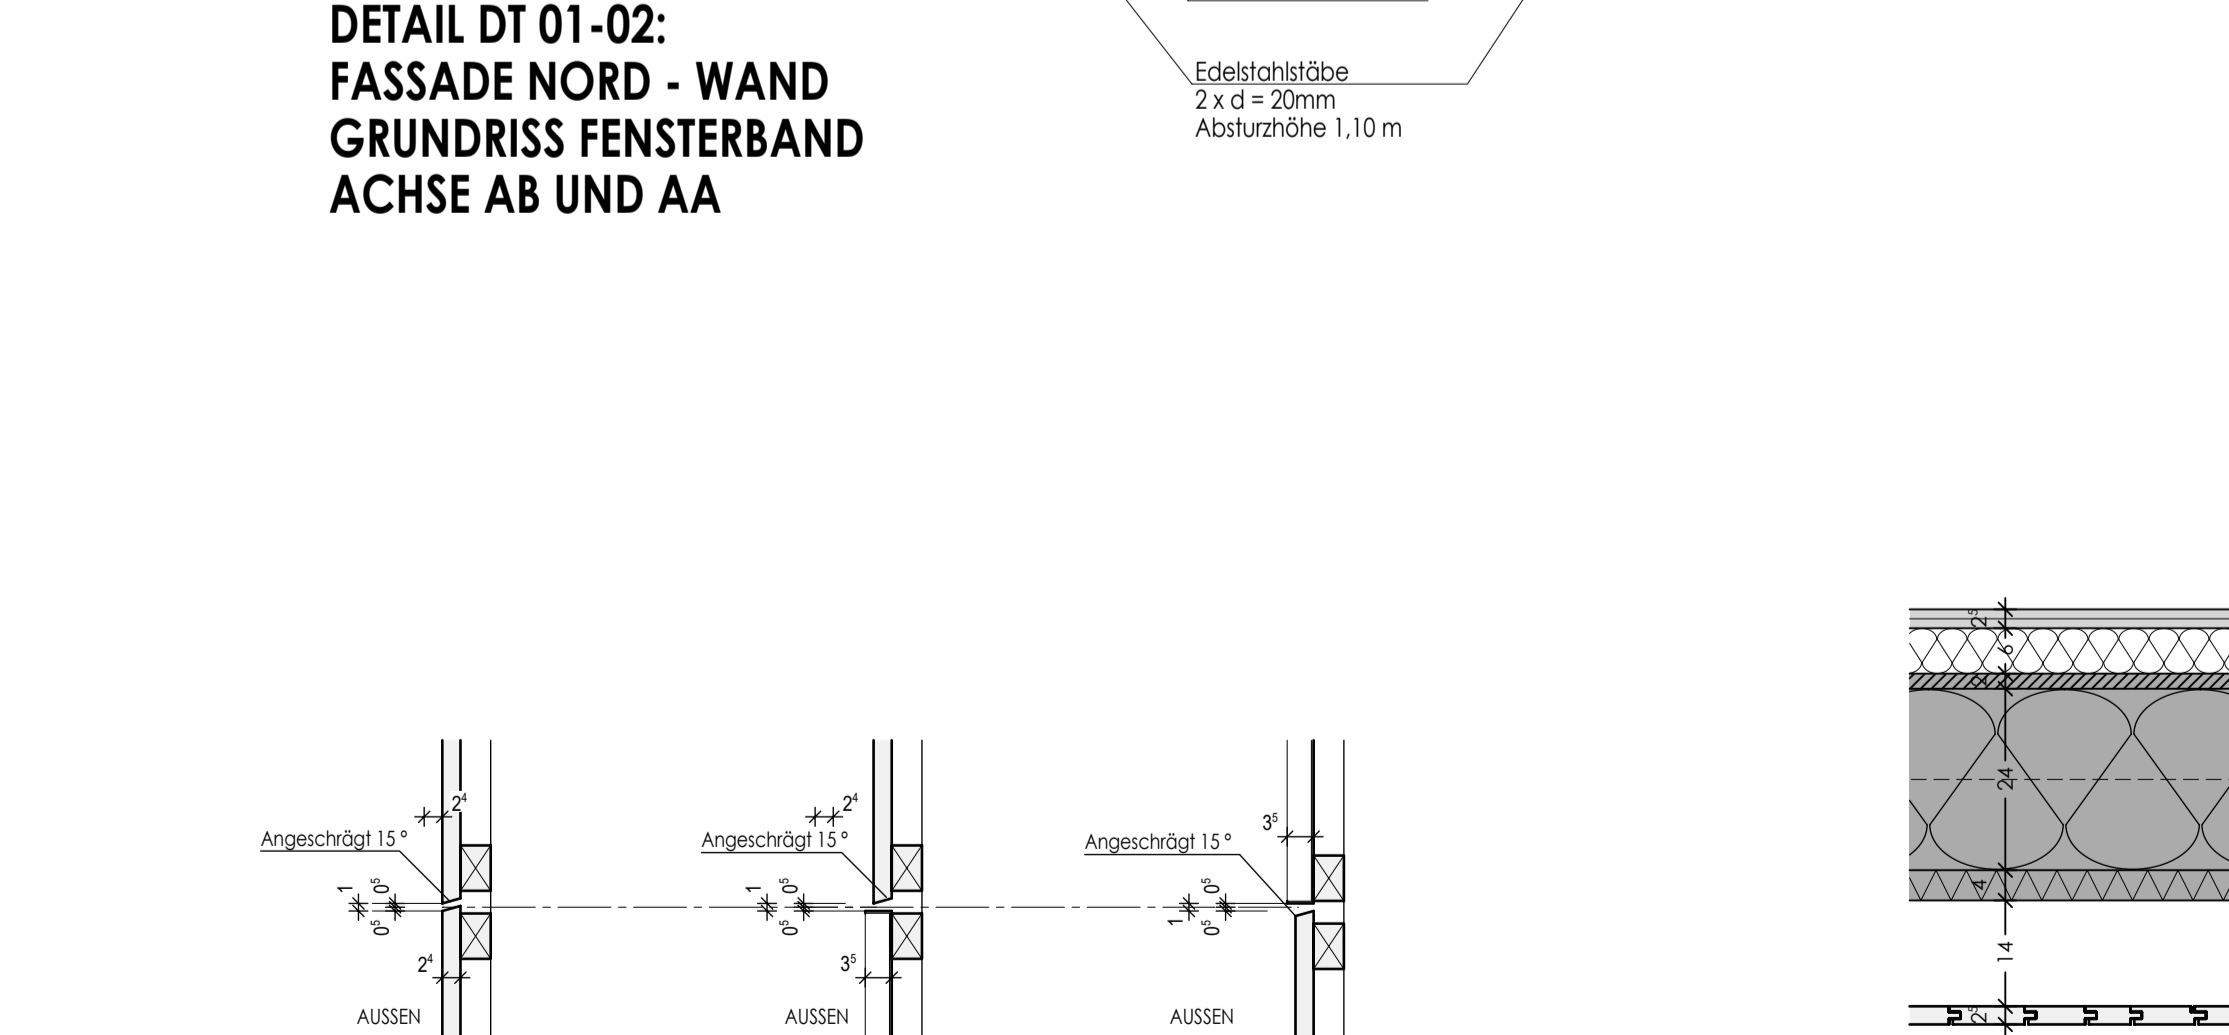 DETAIL DT 01-02:
FASSADE NORD - WAND
GRUNDRISS FENSTERBAND
ACHSE AB UND AA
Edelstahlstäbe
2 x d = 20mm
Absturzhöhe 1,10 m
2⁴
Angeschrägt 15 °
1
0⁵
0⁵
2⁴
AUSSEN
2⁴
Angeschrägt 15 °
1
0⁵
0⁵
3⁵
AUSSEN
3⁵
Angeschrägt 15 °
0⁵
1
0⁵
AUSSEN
2⁵
6
2
24
4
14
2⁵